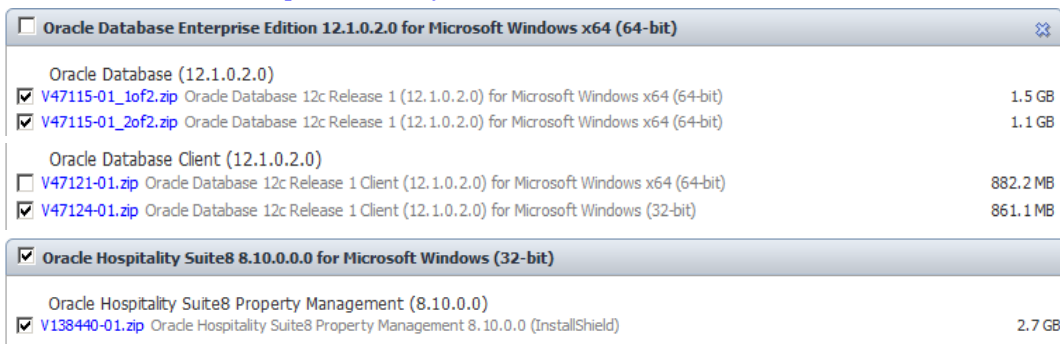 Oracle Database Enterprise Edition 12.1.0.2.0 for Microsoft Windows x64 (64-bit)
Oracle Database (12.1.0.2.0)
V47115-01_1of2.zip Oracle Database 12c Release 1 (12.1.0.2.0) for Microsoft Windows x64 (64-bit) 1.5 GB
V47115-01_2of2.zip Oracle Database 12c Release 1 (12.1.0.2.0) for Microsoft Windows x64 (64-bit) 1.1 GB
Oracle Database Client (12.1.0.2.0)
V47121-01.zip Oracle Database 12c Release 1 Client (12.1.0.2.0) for Microsoft Windows x64 (64-bit) 882.2 MB
V47124-01.zip Oracle Database 12c Release 1 Client (12.1.0.2.0) for Microsoft Windows (32-bit) 861.1 MB
Oracle Hospitality Suite8 8.10.0.0.0 for Microsoft Windows (32-bit)
Oracle Hospitality Suite8 Property Management (8.10.0.0)
V138440-01.zip Oracle Hospitality Suite8 Property Management 8.10.0.0 (InstallShield) 2.7 GB